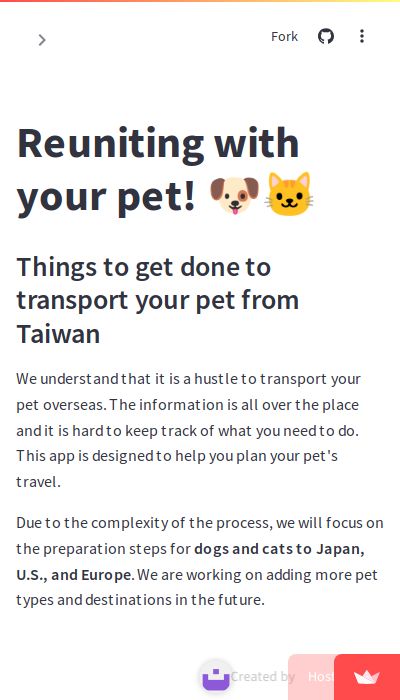 Fork
Reuniting with
your pet! 🐶🐱
Things to get done to
transport your pet from
Taiwan
We understand that it is a hustle to transport your
pet overseas. The information is all over the place
and it is hard to keep track of what you need to do.
This app is designed to help you plan your pet's
travel.
Due to the complexity of the process, we will focus on
the preparation steps for dogs and cats to Japan,
U.S., and Europe. We are working on adding more pet
types and destinations in the future.
Created by